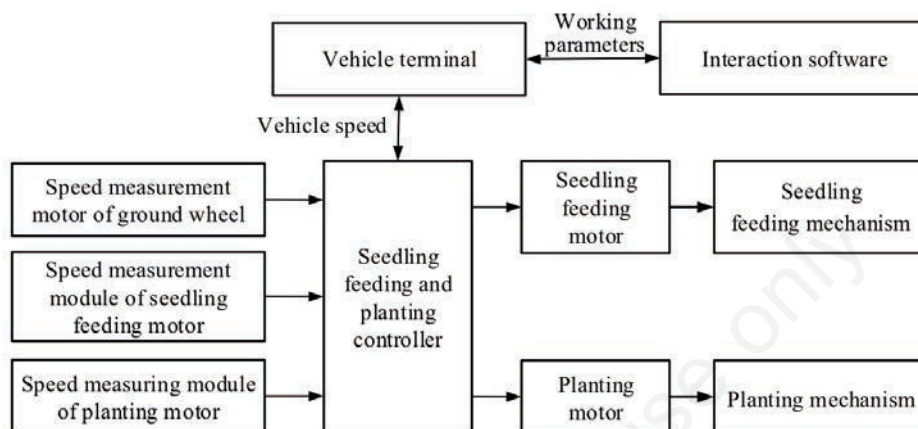 Working
parameters
Vehicle terminal
Interaction software
Vehicle speed
Speed measurement
motor of ground wheel
Speed measurement
module of seedling
feeding motor
Speed measuring module
of planting motor
Seedling
feeding and
planting
controller
Seedling
feeding
motor
Seedling
feeding mechanism
Planting
motor
Planting mechanism
use only